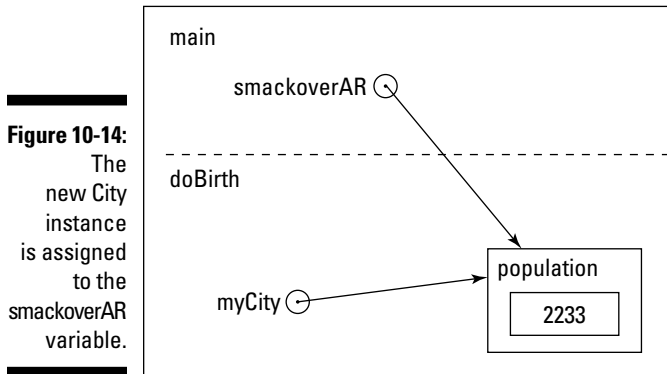 Figure 10-14:
The
new City
instance
is assigned
to the
smackoverAR
variable.
main
smackoverAR
doBirth
myCity
population
2233